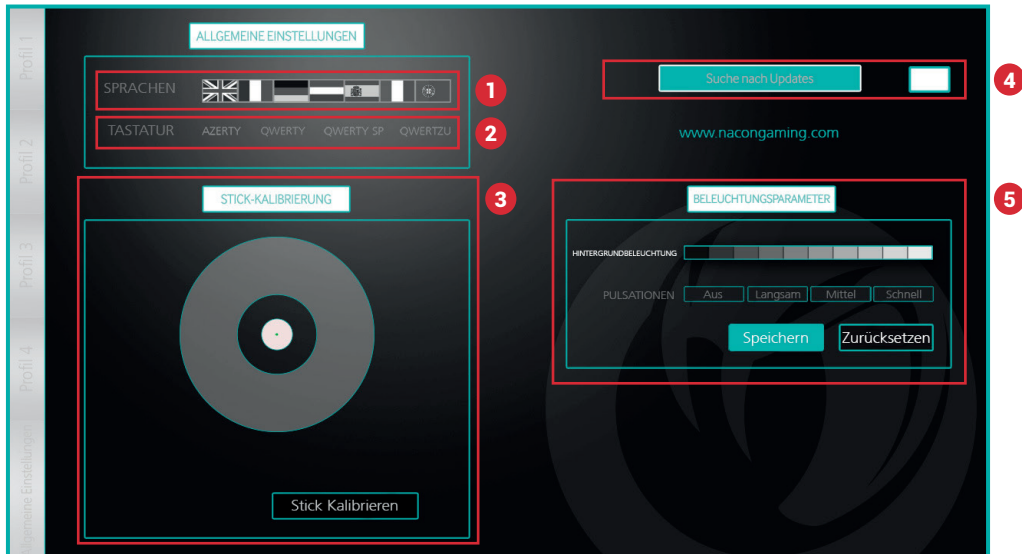 ALLGEMEINE EINSTELLUNGEN
SPRACHEN
1
TASTATUR AZERTY QWERTY QWERTY SP QWERTZU
2
Suche nach Updates
4
www.nacongaming.com
STICK-KALIBRIERUNG
3
Stick Kalibrieren
BELEUCHTUNGSPARAMETER
5
HINTERGRUNDBELEUCHTUNG
PULSATIONEN Aus Langsam Mittel Schnell
Speichern Zurücksetzen
Profil 1
Profil 2
Profil 3
Profil 4
Allgemeine Einstellungen